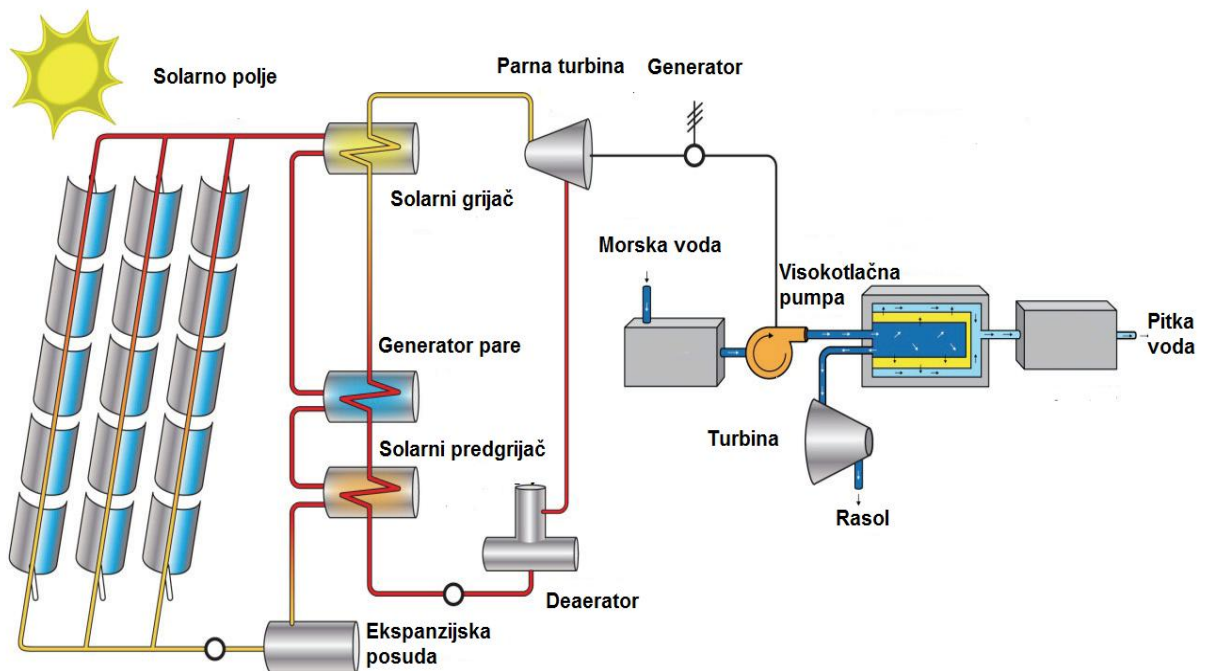 Solarno polje
Parna turbina
Generator
Solarni grijač
Morska voda
Visokotlačna
pumpa
Pitka
voda
Generator pare
Solarni predgrijač
Turbina
Rasol
Deaerator
Ekspanzijska
posuda